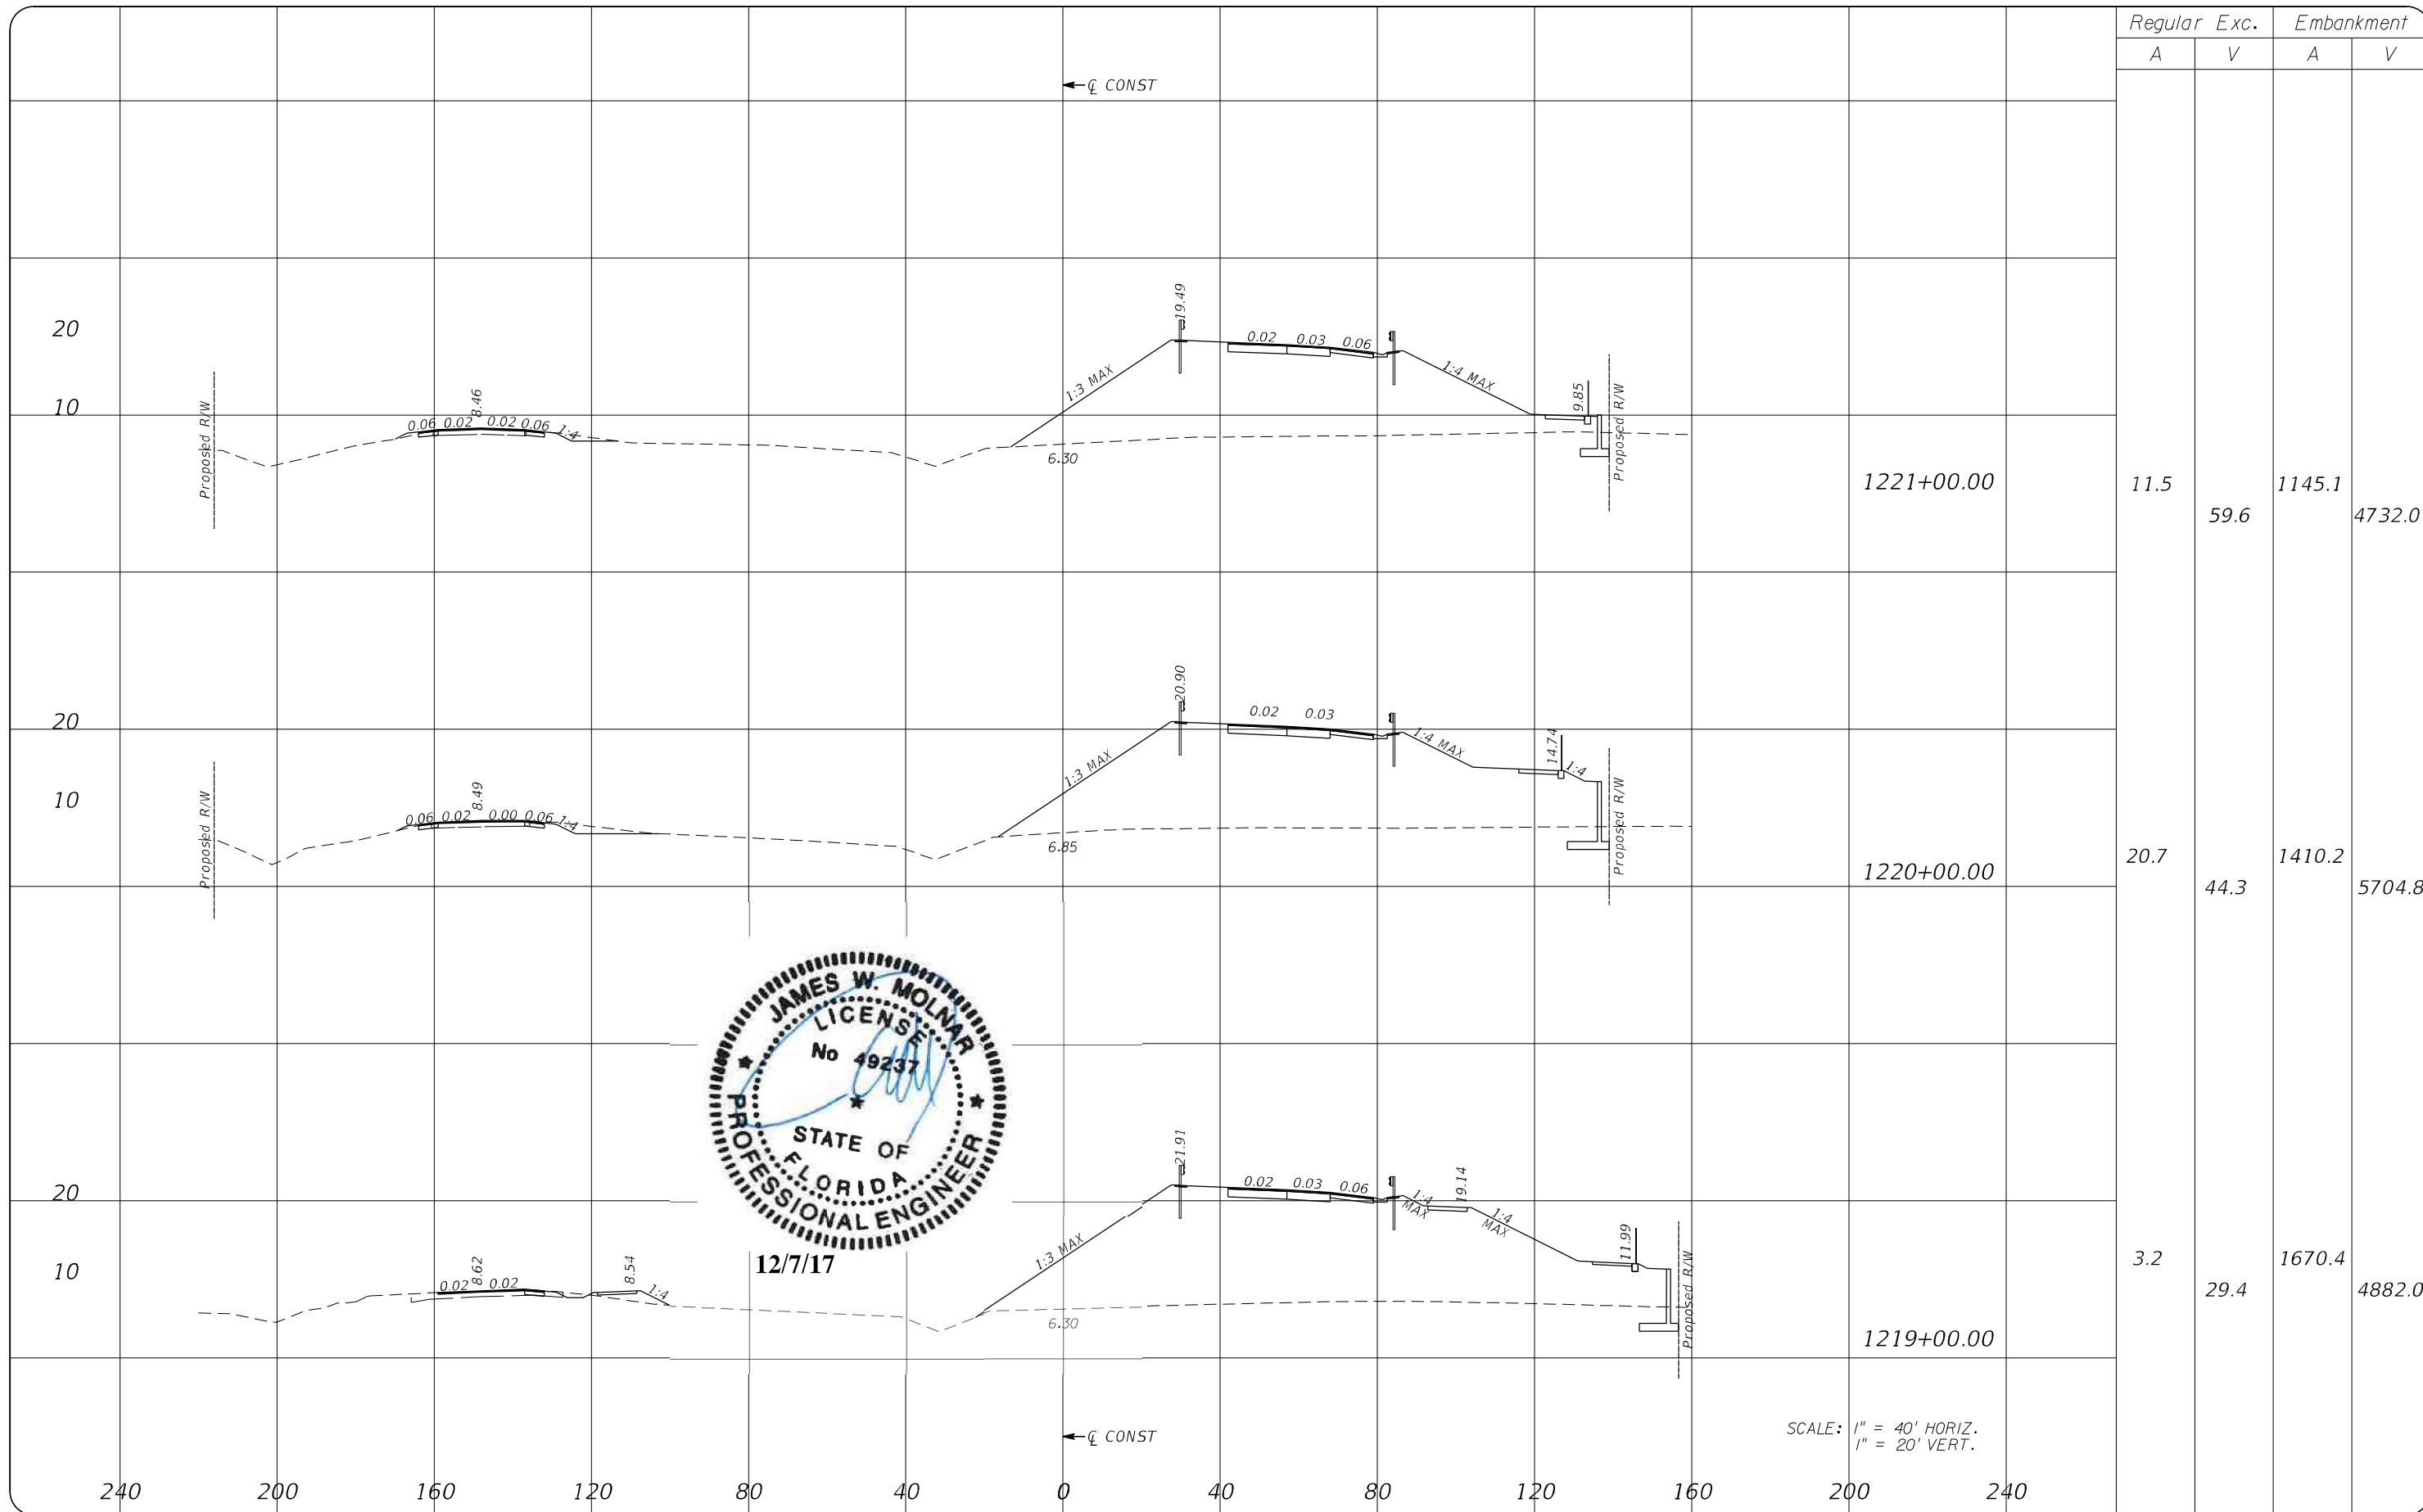 Regular Exc. Embankment
A V A V
℄ CONST
20
19.49
0.02 0.03 0.06
1:3 MAX
1:4 MAX
10
Proposed R/W
0.06 0.02 8.46 0.02 0.06 1:4
9.85
Proposed R/W
6.30
1221+00.00 11.5 1145.1
59.6 4732.0
20
20.90
0.02 0.03
1:3 MAX
1:4 MAX
14.74
1:4
10
Proposed R/W
0.06 0.02 8.49 0.00 0.06 1:4
Proposed R/W
6.85
1220+00.00 20.7 1410.2
44.3 5704.8
JAMES W. MOLNAR
LICENSE
No 49237
STATE OF
FLORIDA
PROFESSIONAL ENGINEER
12/7/17
20
21.91
0.02 0.03 0.06
1:4
MAX
19.14
1:4
MAX
1:3 MAX
11.99
10
0.02 8.62 0.02
8.54
1:4
Proposed R/W
6.30
1219+00.00 3.2 1670.4
29.4 4882.0
℄ CONST
SCALE: 1" = 40' HORIZ.
1" = 20' VERT.
240 200 160 120 80 40 0 40 80 120 160 200 240